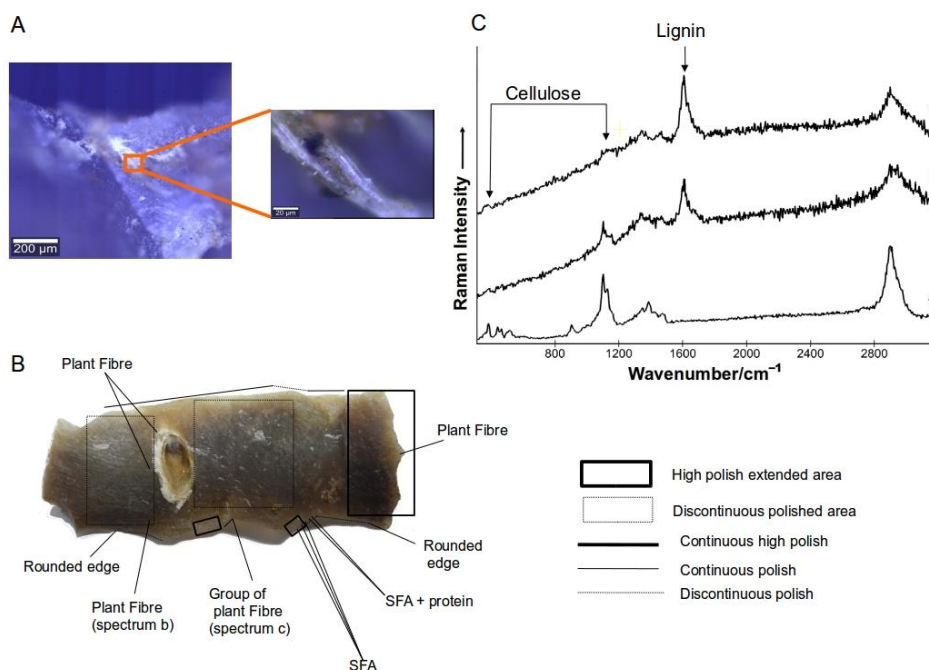 A
200 µm
20 µm
C
Lignin
Cellulose
Raman Intensity
800
1200
1600
2000
2400
2800
Wavenumber/cm⁻¹
B
Plant Fibre
Plant Fibre
Rounded edge
Rounded
edge
Plant Fibre
(spectrum b)
Group of
plant Fibre
(spectrum c)
SFA + protein
SFA
High polish extended area
Discontinuous polished area
Continuous high polish
Continuous polish
Discontinuous polish